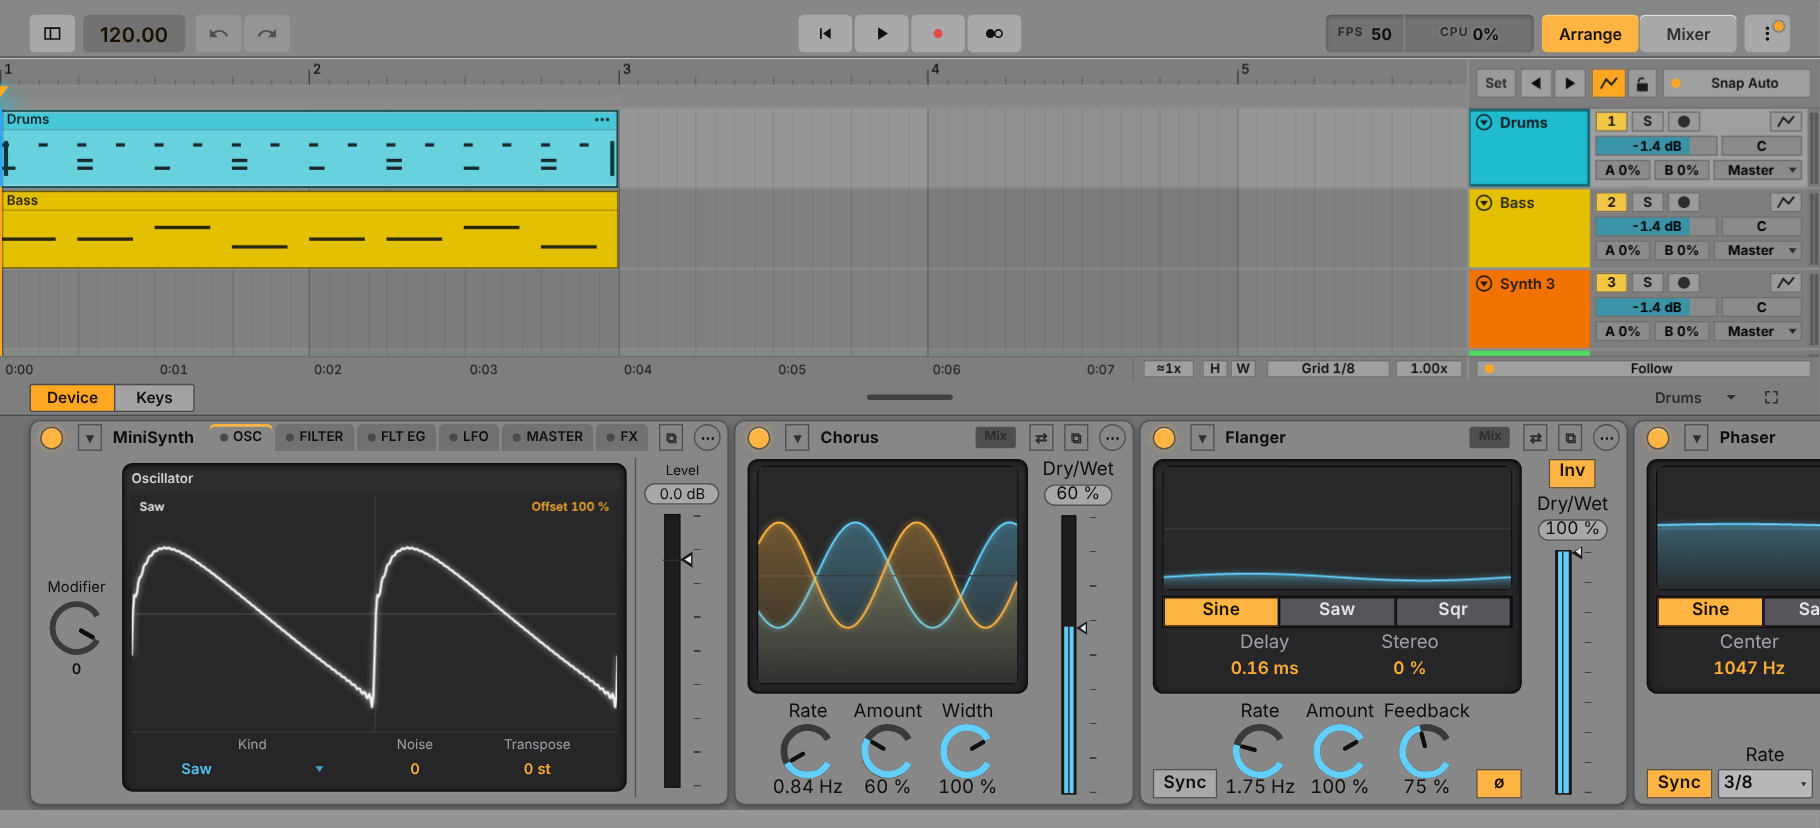 120.00
FPS 50 CPU 0% Arrange Mixer
1 2 3 4 5 Set Snap Auto
Drums
Bass
Drums 1 S
-1.4 dB C
A 0% B 0% Master
Bass 2 S
-1.4 dB C
A 0% B 0% Master
Synth 3 3 S
-1.4 dB C
A 0% B 0% Master
0:00 0:01 0:02 0:03 0:04 0:05 0:06 0:07 ≈1x H W Grid 1/8 1.00x Follow
Device Keys Drums
MiniSynth OSC FILTER FLT EG LFO MASTER FX
Oscillator
Saw Offset 100 %
Modifier
0
Kind Noise Transpose
Saw 0 0 st
Level
0.0 dB
Chorus Mix
Dry/Wet
60 %
Rate Amount Width
0.84 Hz 60 % 100 %
Flanger Mix
Inv
Dry/Wet
100 %
Sine Saw Sqr
Delay Stereo
0.16 ms 0 %
Rate Amount Feedback
Sync 1.75 Hz 100 % 75 % ø
Phaser
Sine Sa
Center
1047 Hz
Rate
Sync 3/8